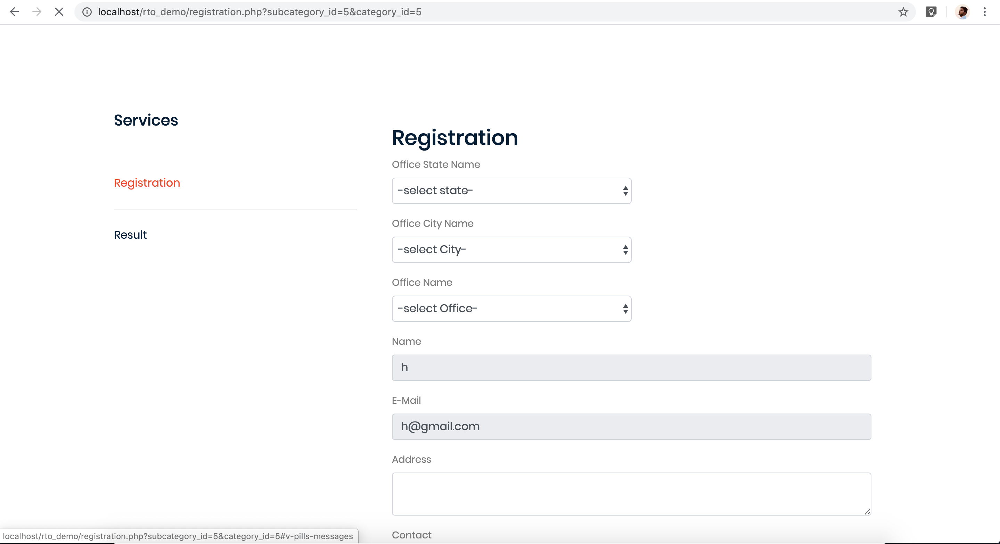 localhost/rto_demo/registration.php?subcategory_id=5&category_id=5
Services
Registration
Result
Registration
Office State Name
-select state-
Office City Name
-select City-
Office Name
-select Office-
Name
h
E-Mail
h@gmail.com
Address
Contact
localhost/rto_demo/registration.php?subcategory_id=5&category_id=5#v-pills-messages